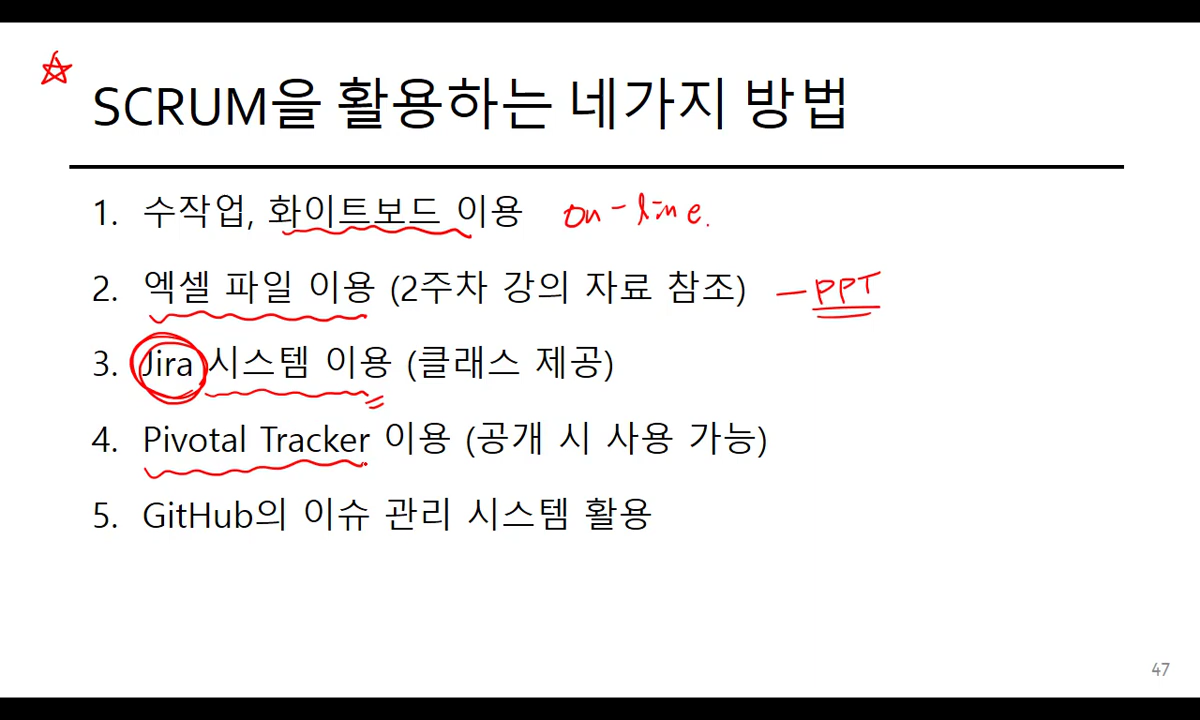 SCRUM을 활용하는 네가지 방법
1. 수작업, 화이트보드 이용 on-line.
2. 엑셀 파일 이용 (2주차 강의 자료 참조) - PPT
3. Jira 시스템 이용 (클래스 제공)
4. Pivotal Tracker 이용 (공개 시 사용 가능)
5. GitHub의 이슈 관리 시스템 활용
47